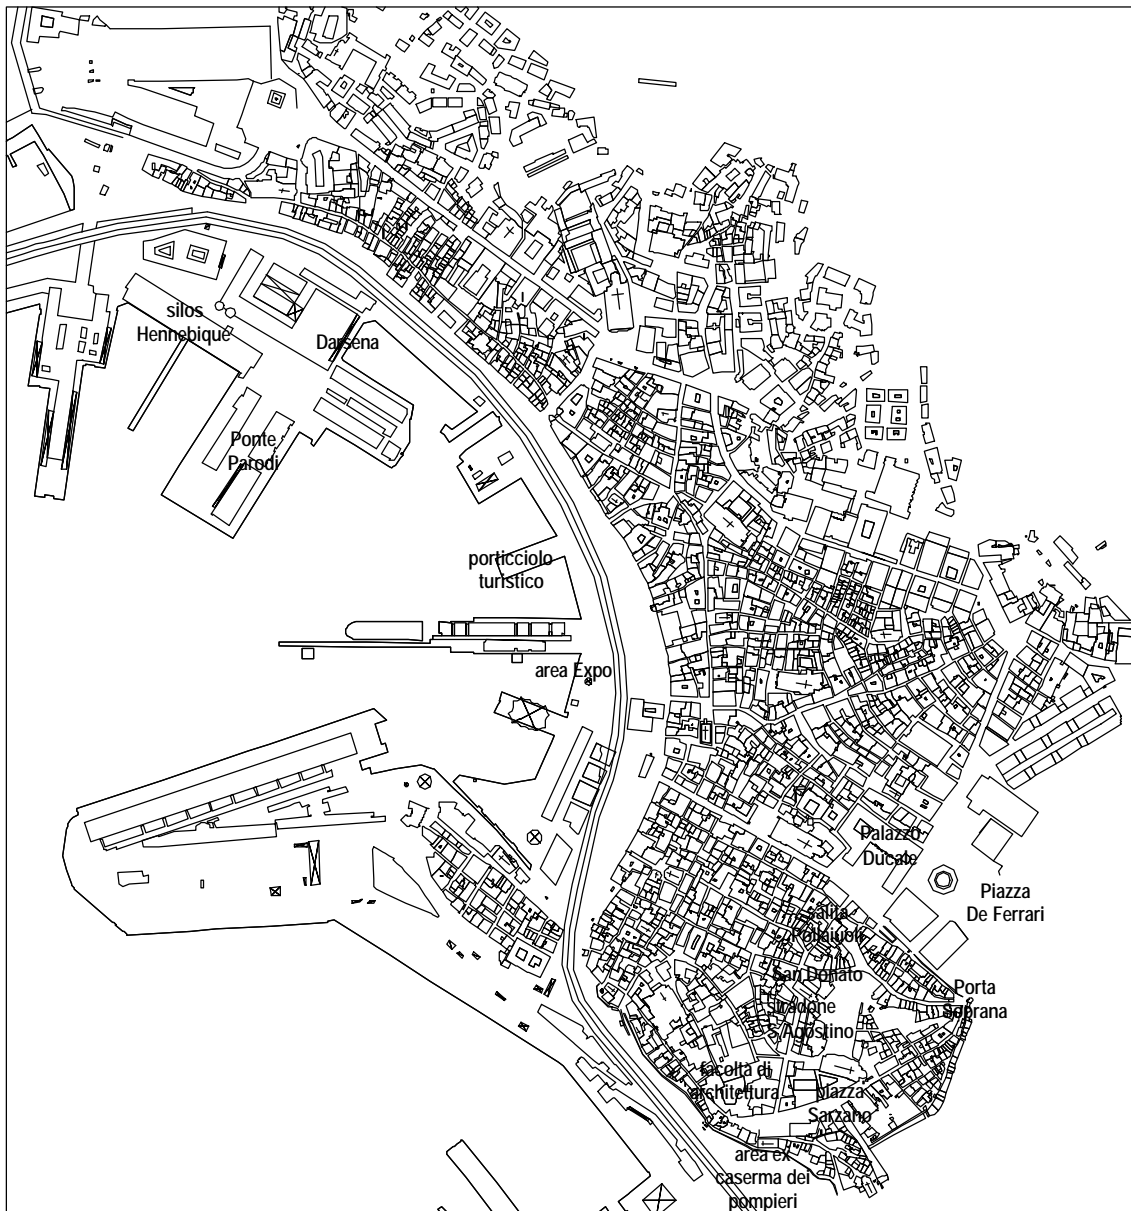 silos
Hennebique
Darsena
Ponte
Parodi
porticciolo
turistico
area Expo
Palazzo
Ducale
Piazza
De Ferrari
salita
Pollaiuoli
San Donato
Porta
Soprana
stradone
S.Agostino
facoltà di
architettura
piazza
Sarzano
area ex
caserma dei
pompieri